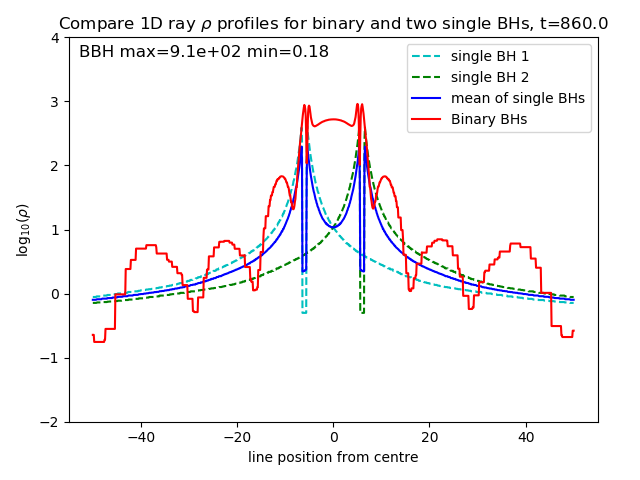 Compare 1D ray ρ profiles for binary and two single BHs, t=860.0
BBH max=9.1e+02 min=0.18
single BH 1
single BH 2
mean of single BHs
Binary BHs
log₁₀(ρ)
4
3
2
1
0
−1
−2
−40
−20
0
20
40
line position from centre